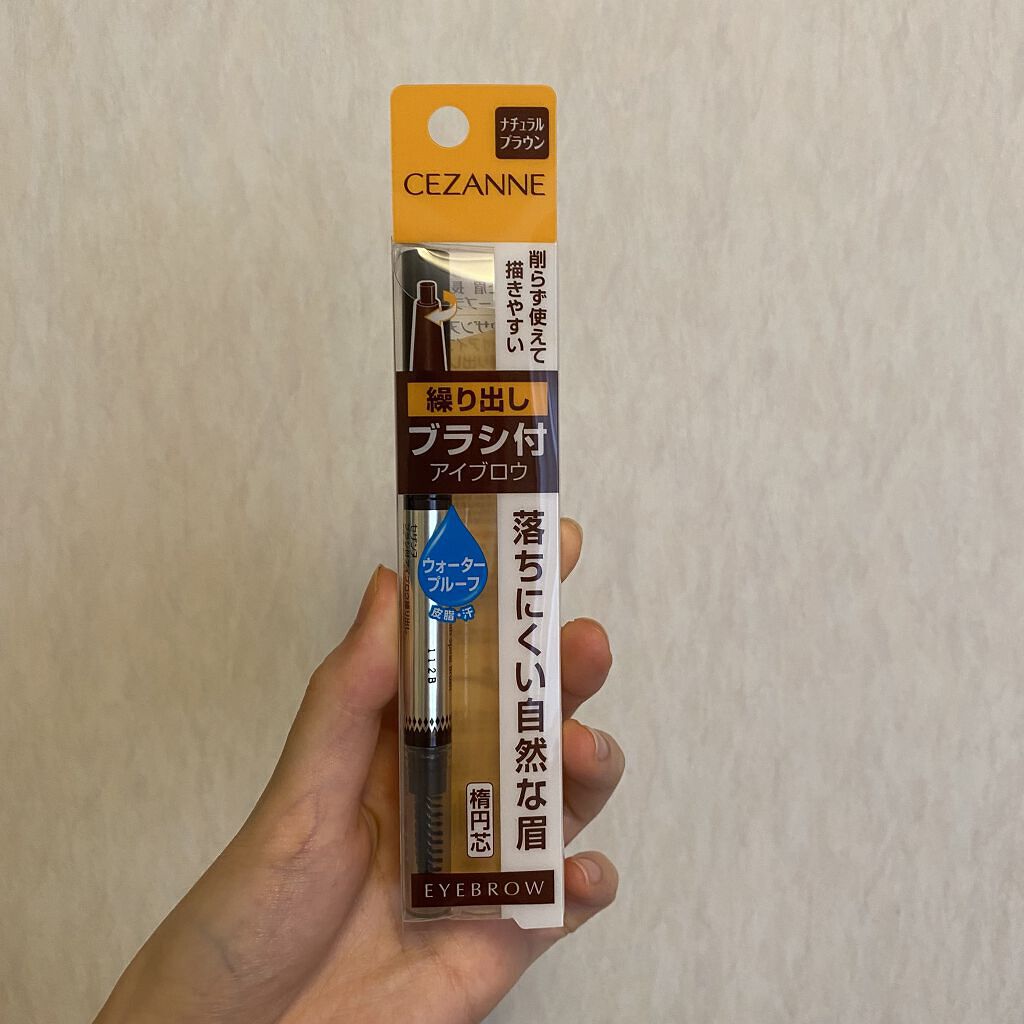 ナチュラル
ブラウン
CEZANNE
削らず使えて
描きやすい
繰り出し
ブラシ付
アイブロウ
ウォーター
プルーフ
皮脂・汗
落ちにくい自然な眉
112B
楕円芯
EYEBROW